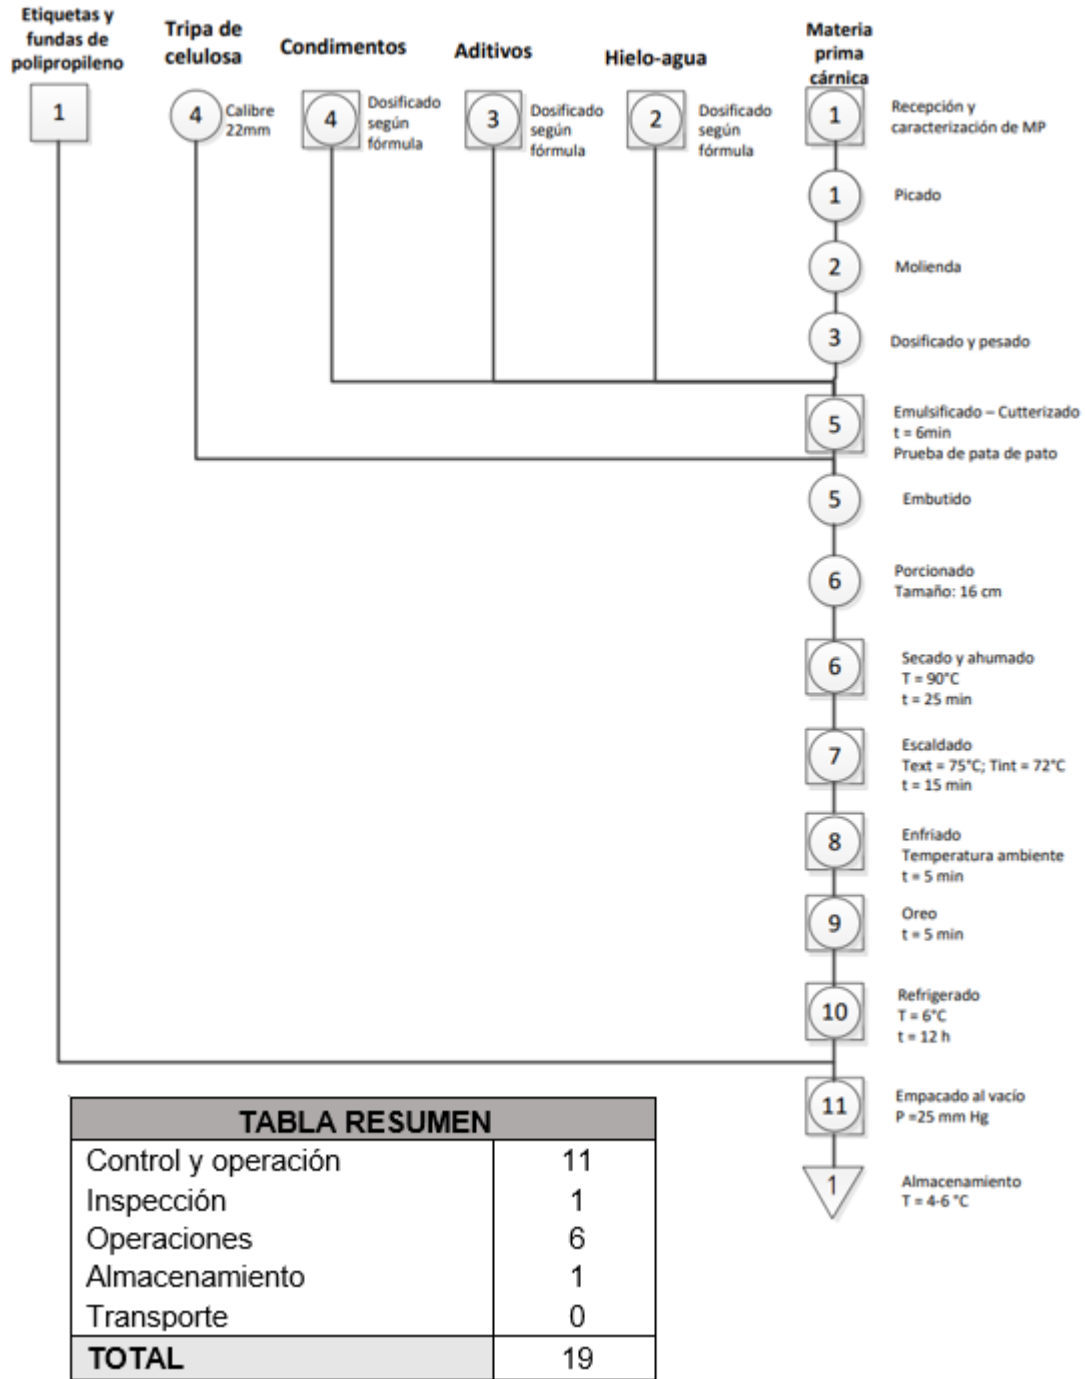 Etiquetas y
fundas de
polipropileno
Tripa de
celulosa
Condimentos
Aditivos
Hielo-agua
Materia
prima
cárnica
1
4
Calibre
22mm
4
Dosificado
según
fórmula
3
Dosificado
según
fórmula
2
Dosificado
según
fórmula
1
Recepción y
caracterización de MP
1
Picado
2
Molienda
3
Dosificado y pesado
5
Emulsificado – Cutterizado
t = 6min
Prueba de pata de pato
5
Embutido
6
Porcionado
Tamaño: 16 cm
6
Secado y ahumado
T = 90°C
t = 25 min
7
Escaldado
Text = 75°C; Tint = 72°C
t = 15 min
8
Enfriado
Temperatura ambiente
t = 5 min
9
Oreo
t = 5 min
10
Refrigerado
T = 6°C
t = 12 h
11
Empacado al vacío
P =25 mm Hg
1
Almacenamiento
T = 4-6 °C
TABLA RESUMEN
Control y operación 11
Inspección 1
Operaciones 6
Almacenamiento 1
Transporte 0
TOTAL 19